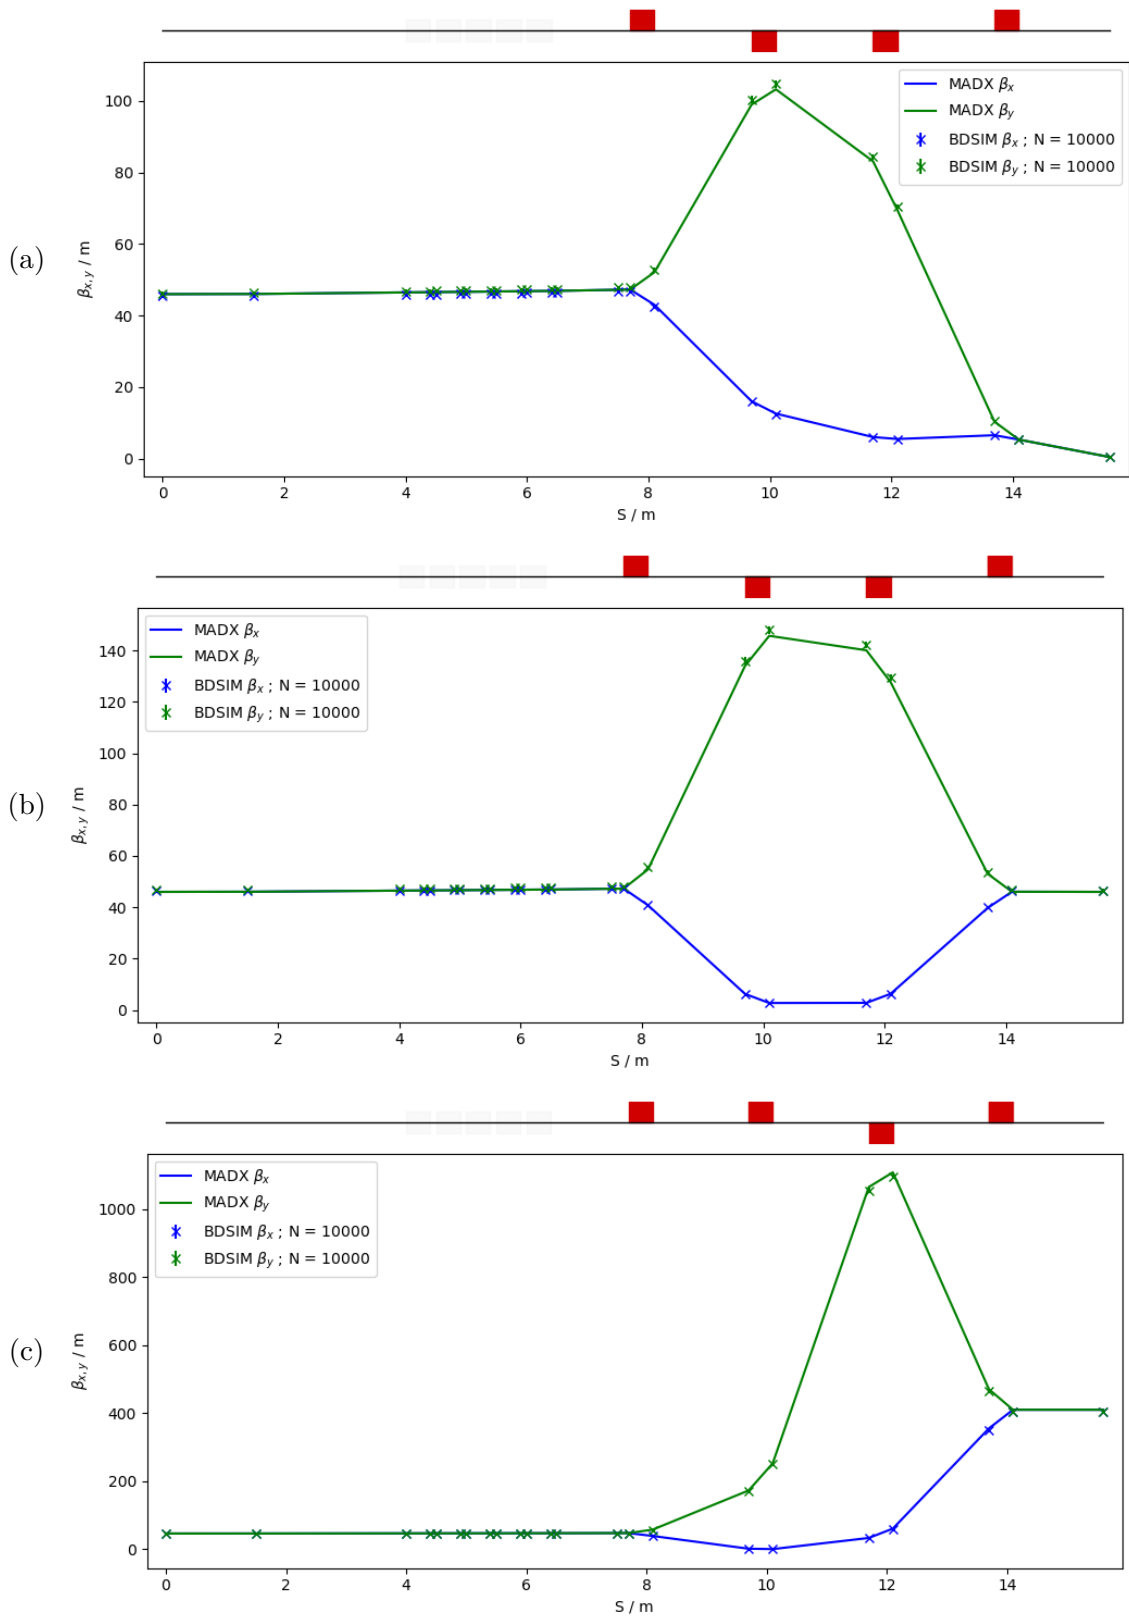 (a)
100
80
60
40
20
0
β_{x,y} / m
MADX β_x
MADX β_y
BDSIM β_x ; N = 10000
BDSIM β_y ; N = 10000
0 2 4 6 8 10 12 14
S / m
(b)
140
120
100
80
60
40
20
0
β_{x,y} / m
MADX β_x
MADX β_y
BDSIM β_x ; N = 10000
BDSIM β_y ; N = 10000
0 2 4 6 8 10 12 14
S / m
(c)
1000
800
600
400
200
0
β_{x,y} / m
MADX β_x
MADX β_y
BDSIM β_x ; N = 10000
BDSIM β_y ; N = 10000
0 2 4 6 8 10 12 14
S / m